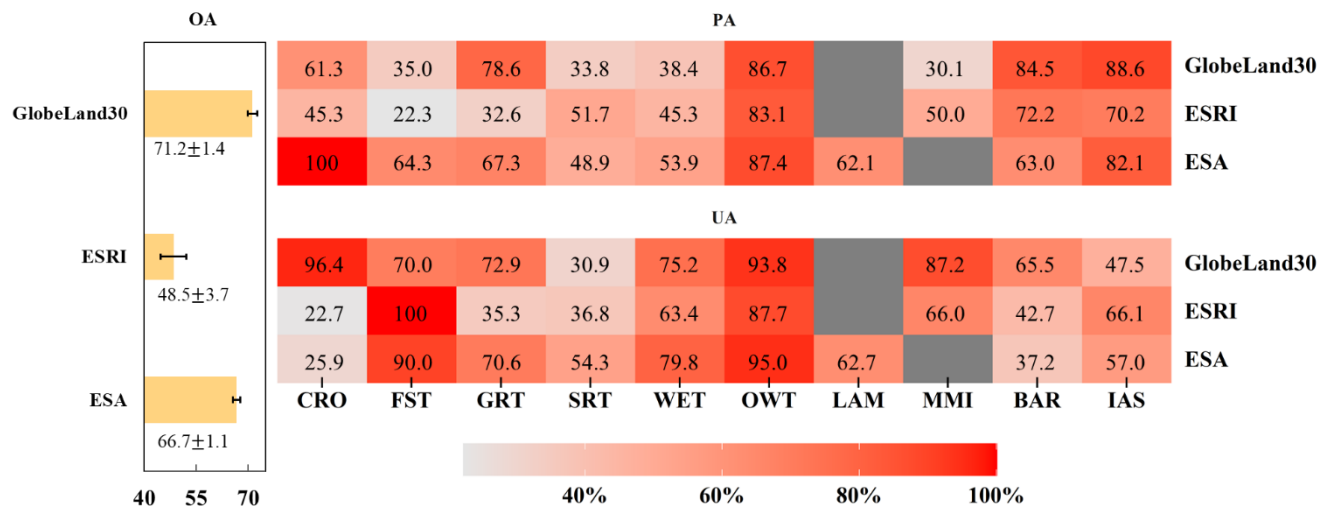 OA
GlobeLand30
71.2±1.4
ESRI
48.5±3.7
ESA
66.7±1.1
40 55 70
PA
61.3 35.0 78.6 33.8 38.4 86.7 30.1 84.5 88.6 GlobeLand30
45.3 22.3 32.6 51.7 45.3 83.1 50.0 72.2 70.2 ESRI
100 64.3 67.3 48.9 53.9 87.4 62.1 63.0 82.1 ESA
UA
96.4 70.0 72.9 30.9 75.2 93.8 87.2 65.5 47.5 GlobeLand30
22.7 100 35.3 36.8 63.4 87.7 66.0 42.7 66.1 ESRI
25.9 90.0 70.6 54.3 79.8 95.0 62.7 37.2 57.0 ESA
CRO FST GRT SRT WET OWT LAM MMI BAR IAS
40% 60% 80% 100%